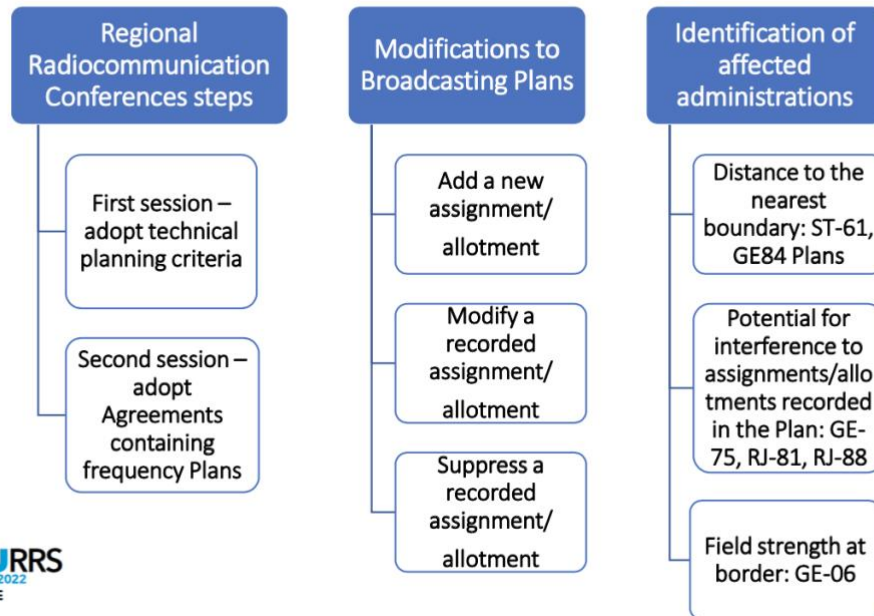 Regional
Radiocommunication
Conferences steps
First session –
adopt technical
planning criteria
Second session –
adopt
Agreements
containing
frequency Plans
Modifications to
Broadcasting Plans
Add a new
assignment/
allotment
Modify a
recorded
assignment/
allotment
Suppress a
recorded
assignment/
allotment
Identification of
affected
administrations
Distance to the
nearest
boundary: ST-61,
GE84 Plans
Potential for
interference to
assignments/allo
tments recorded
in the Plan: GE-
75, RJ-81, RJ-88
Field strength at
border: GE-06
RRS
2022